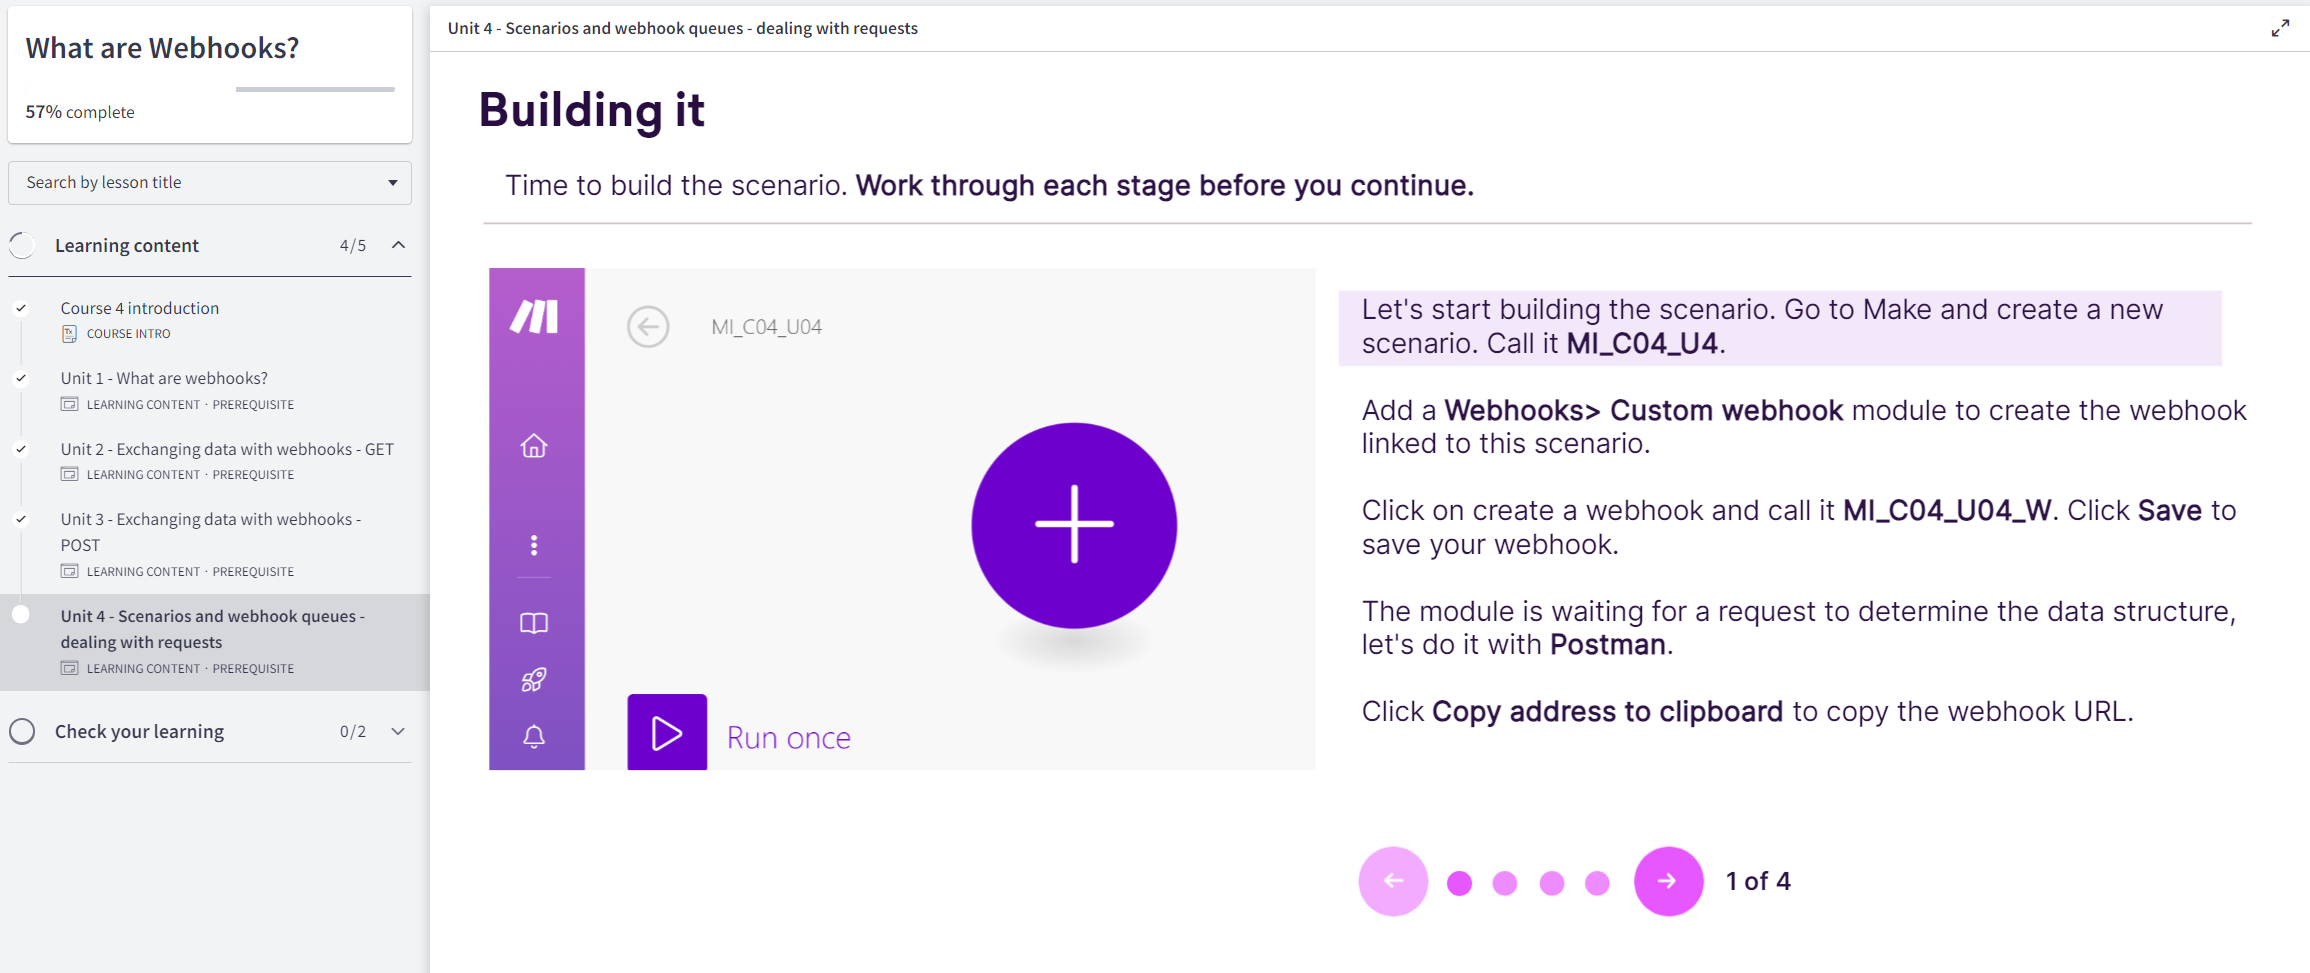 What are Webhooks?
57% complete
Search by lesson title
Learning content 4/5
Course 4 introduction
COURSE INTRO
Unit 1 - What are webhooks?
LEARNING CONTENT · PREREQUISITE
Unit 2 - Exchanging data with webhooks - GET
LEARNING CONTENT · PREREQUISITE
Unit 3 - Exchanging data with webhooks -
POST
LEARNING CONTENT · PREREQUISITE
Unit 4 - Scenarios and webhook queues -
dealing with requests
LEARNING CONTENT · PREREQUISITE
Check your learning 0/2
Unit 4 - Scenarios and webhook queues - dealing with requests
Building it
Time to build the scenario. Work through each stage before you continue.
MI_C04_U04
Run once
Let's start building the scenario. Go to Make and create a new
scenario. Call it MI_C04_U4.
Add a Webhooks> Custom webhook module to create the webhook
linked to this scenario.
Click on create a webhook and call it MI_C04_U04_W. Click Save to
save your webhook.
The module is waiting for a request to determine the data structure,
let's do it with Postman.
Click Copy address to clipboard to copy the webhook URL.
1 of 4